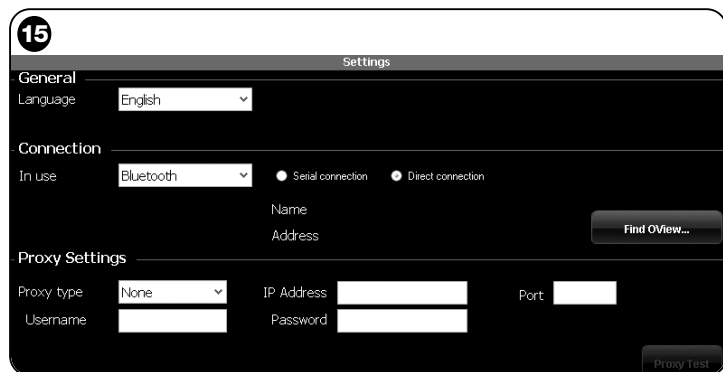 15
Settings
General
Language English
Connection
In use Bluetooth Serial connection Direct connection
Name
Address
Find OView...
Proxy Settings
Proxy type None IP Address Port
Username Password
Proxy Test